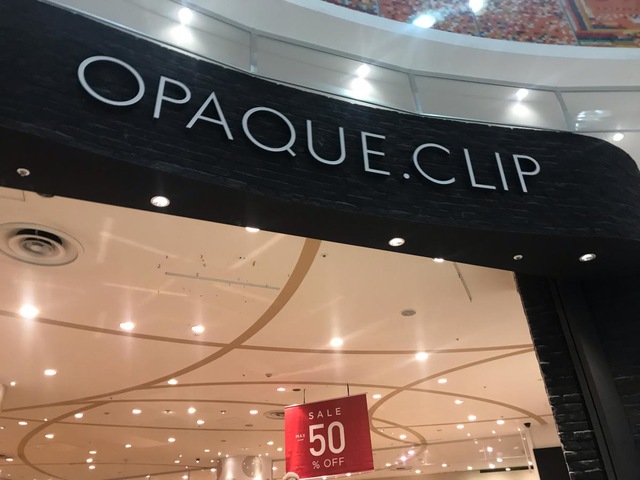 OPAQUE.CLIP
SALE
MAX 50
% OFF